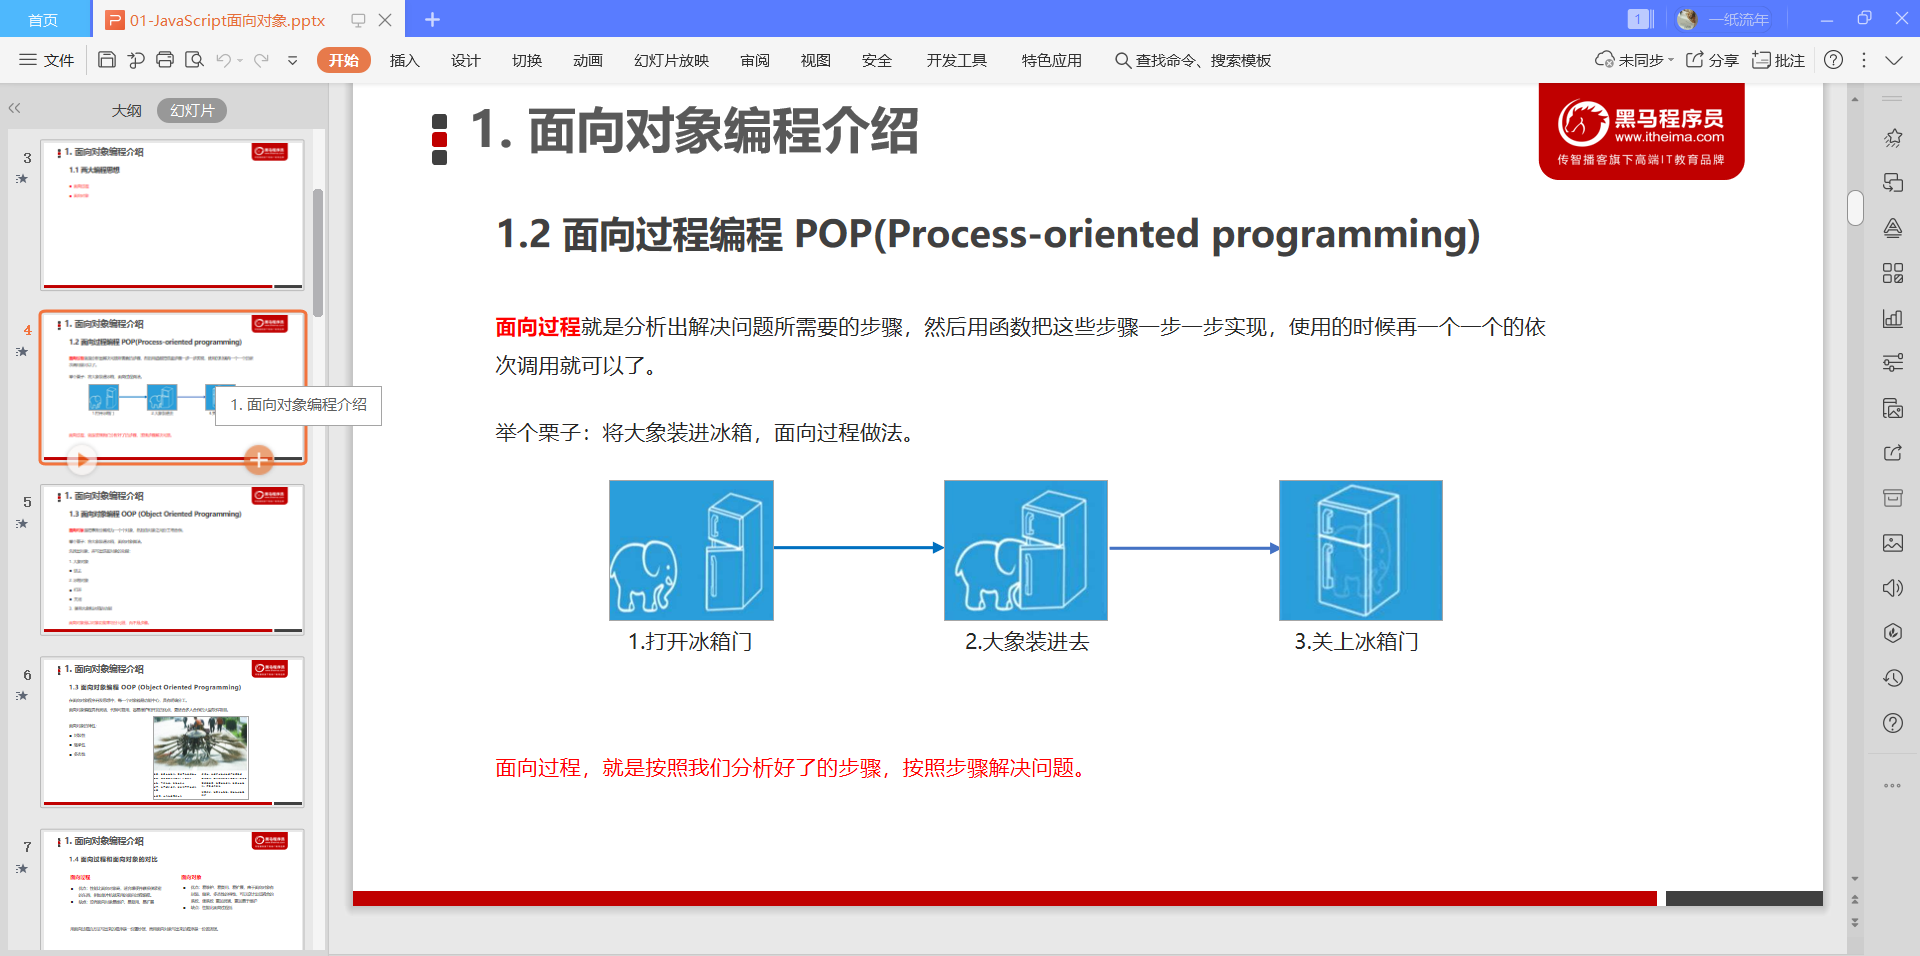 首页
01-JavaScript面向对象.pptx
1
一纸流年
文件
开始
插入
设计
切换
动画
幻灯片放映
审阅
视图
安全
开发工具
特色应用
查找命令、搜索模板
未同步
分享
批注
大纲
幻灯片
3
1. 面向对象编程介绍
1.1 两大编程思想
面向过程
面向对象
4
1. 面向对象编程介绍
1.2 面向过程编程 POP(Process-oriented programming)
1. 面向对象编程介绍
5
1. 面向对象编程介绍
1.3 面向对象编程 OOP (Object Oriented Programming)
6
1. 面向对象编程介绍
1.3 面向对象编程 OOP (Object Oriented Programming)
7
1. 面向对象编程介绍
1.4 面向过程和面向对象的对比
面向过程
面向对象
1. 面向对象编程介绍
黑马程序员
www.itheima.com
传智播客旗下高端IT教育品牌
1.2 面向过程编程 POP(Process-oriented programming)
面向过程就是分析出解决问题所需要的步骤，然后用函数把这些步骤一步一步实现，使用的时候再一个一个的依
次调用就可以了。
举个栗子：将大象装进冰箱，面向过程做法。
1.打开冰箱门
2.大象装进去
3.关上冰箱门
面向过程，就是按照我们分析好了的步骤，按照步骤解决问题。